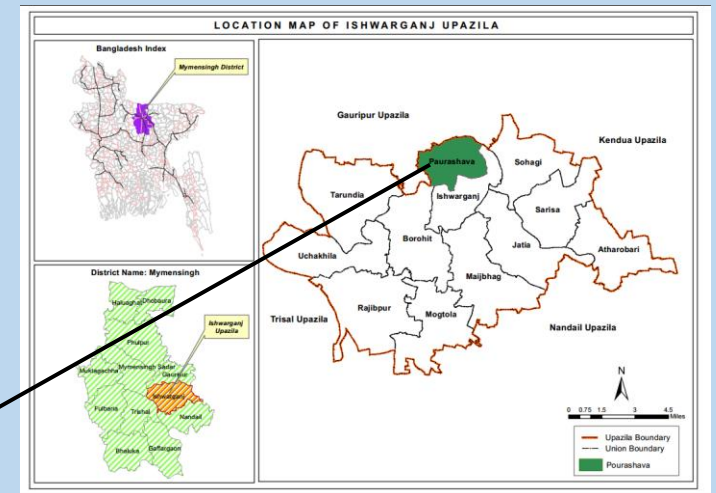 LOCATION MAP OF ISHWARGANJ UPAZILA
Bangladesh Index
Mymensingh District
District Name: Mymensingh
Haluaghat
Dhobaura
Phulpur
Muktagachha
Mymensingh Sadar
Gauripur
Ishwarganj
Upazila
Ishwarganj
Fulbaria
Trishal
Nandail
Bhaluka
Gaffargaon
Gauripur Upazila
Kendua Upazila
Paurashava
Sohagi
Tarundia
Ishwarganj
Sarisa
Borohit
Jatia
Atharobari
Uchakhila
Maijbhag
Rajibpur
Mogtola
Trisal Upazila
Nandail Upazila
N
0 0.75 1.5 3 4.5
Miles
Upazila Boundary
Union Boundary
Pourashava